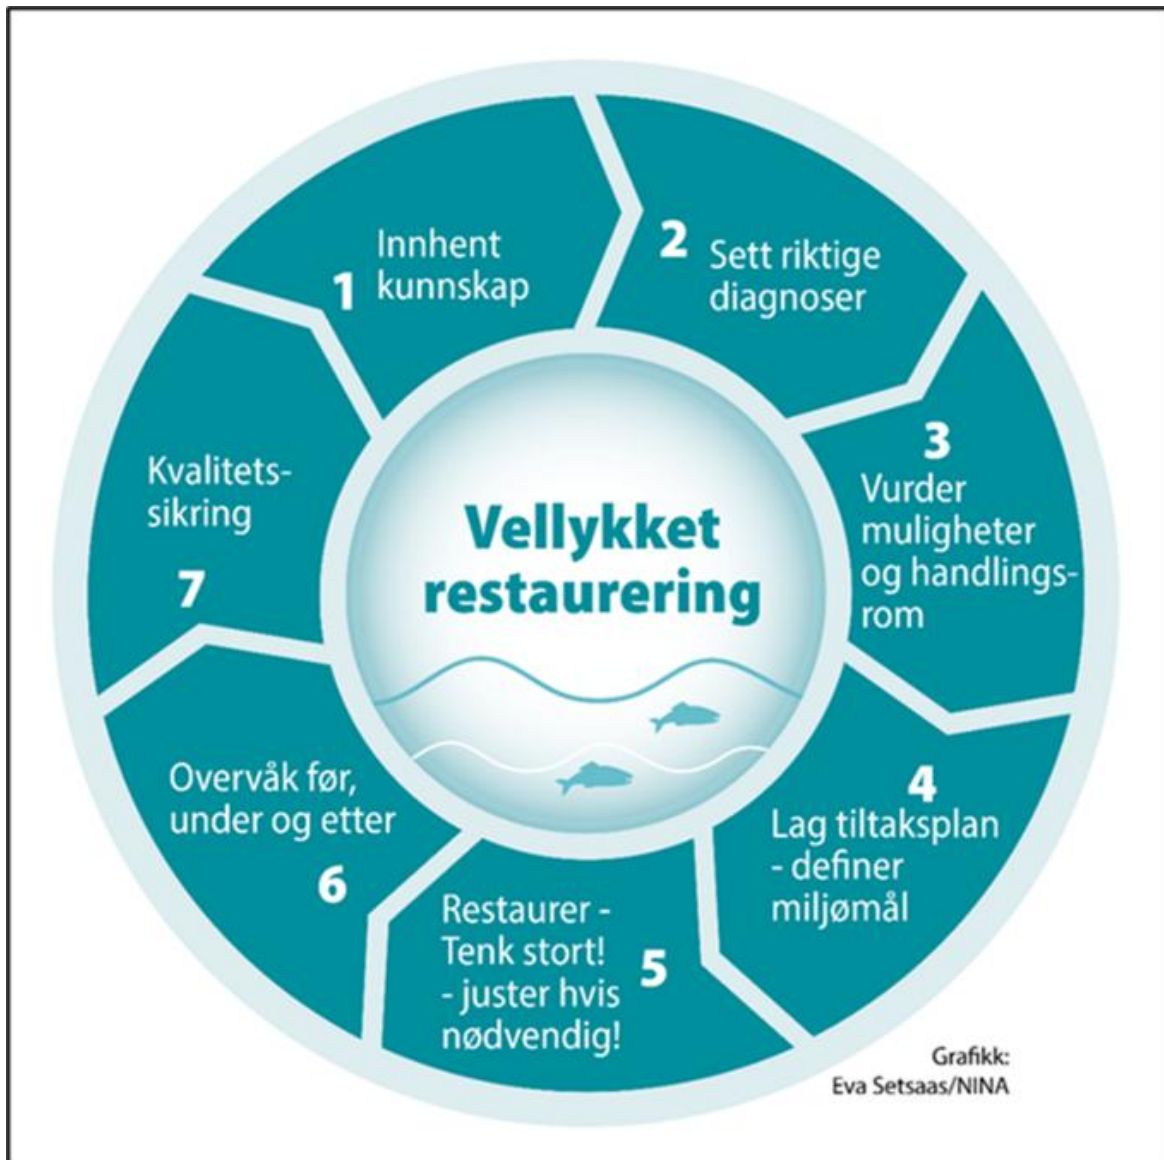 1
Innhent
kunnskap
2
Sett riktige
diagnoser
3
Vurder
muligheter
og handlings-
rom
4
Lag tiltaksplan
- definer
miljømål
5
Restaurer -
Tenk stort!
- juster hvis
nødvendig!
6
Overvåk før,
under og etter
7
Kvalitets-
sikring
Vellykket
restaurering
Grafikk:
Eva Setsaas/NINA